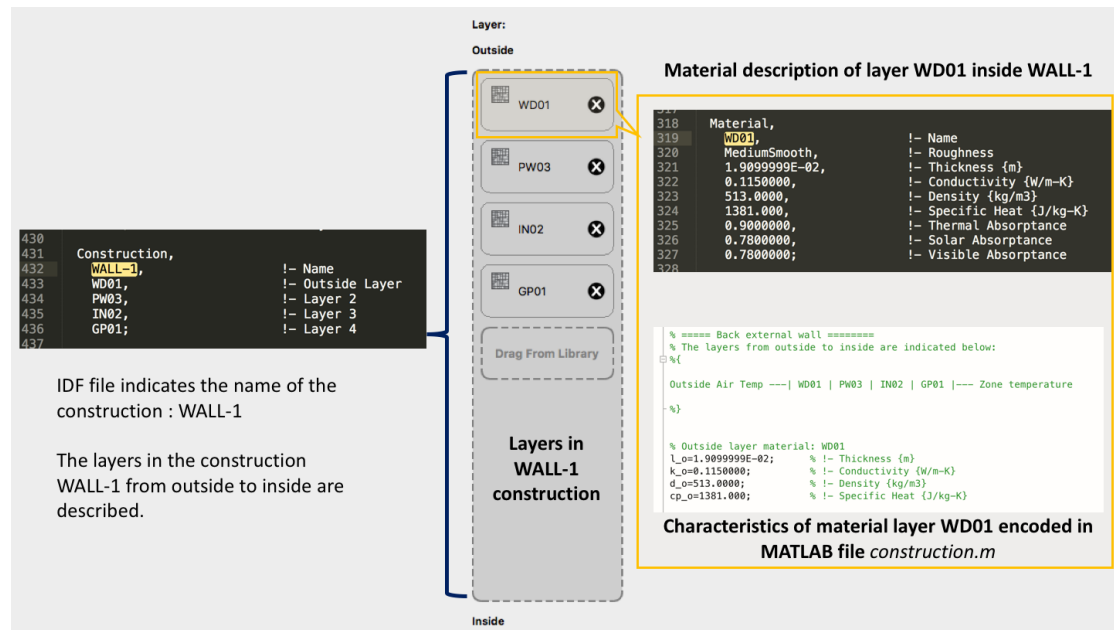 Layer:
Outside
WD01
PW03
IN02
GP01
Drag From Library
Layers in
WALL-1
construction
Inside
430
431 Construction,
432 WALL-1, !- Name
433 WD01, !- Outside Layer
434 PW03, !- Layer 2
435 IN02, !- Layer 3
436 GP01; !- Layer 4
437
IDF file indicates the name of the
construction : WALL-1
The layers in the construction
WALL-1 from outside to inside are
described.
Material description of layer WD01 inside WALL-1
317
318 Material,
319 WD01, !- Name
320 MediumSmooth, !- Roughness
321 1.9099999E-02, !- Thickness {m}
322 0.1150000, !- Conductivity {W/m-K}
323 513.0000, !- Density {kg/m3}
324 1381.000, !- Specific Heat {J/kg-K}
325 0.9000000, !- Thermal Absorptance
326 0.7800000, !- Solar Absorptance
327 0.7800000; !- Visible Absorptance
328
% ===== Back external wall ========
% The layers from outside to inside are indicated below:
%{
Outside Air Temp ---| WD01 | PW03 | IN02 | GP01 |--- Zone temperature
%}
% Outside layer material: WD01
l_o=1.9099999E-02; % !- Thickness {m}
k_o=0.1150000; % !- Conductivity {W/m-K}
d_o=513.0000; % !- Density {kg/m3}
cp_o=1381.000; % !- Specific Heat {J/kg-K}
Characteristics of material layer WD01 encoded in
MATLAB file construction.m